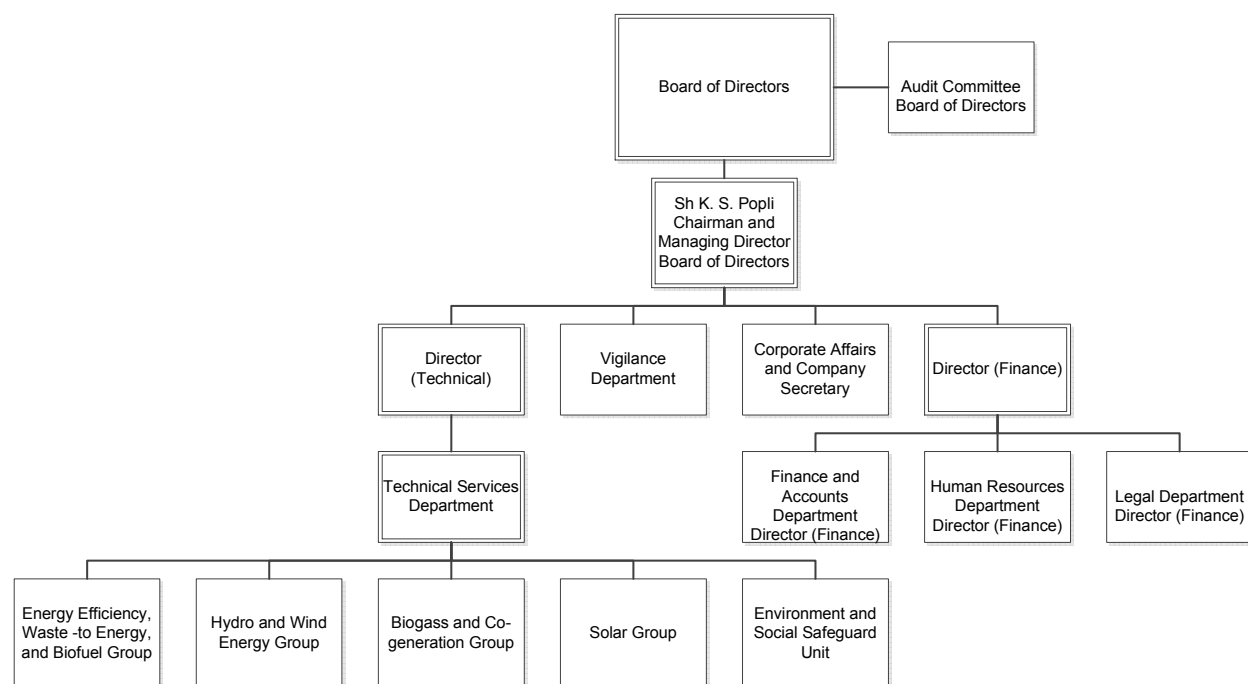 Board of Directors
Audit Committee
Board of Directors
Sh K. S. Popli
Chairman and
Managing Director
Board of Directors
Director
(Technical)
Vigilance
Department
Corporate Affairs
and Company
Secretary
Director (Finance)
Technical Services
Department
Finance and
Accounts
Department
Director (Finance)
Human Resources
Department
Director (Finance)
Legal Department
Director (Finance)
Energy Efficiency,
Waste -to Energy,
and Biofuel Group
Hydro and Wind
Energy Group
Biogass and Co-
generation Group
Solar Group
Environment and
Social Safeguard
Unit